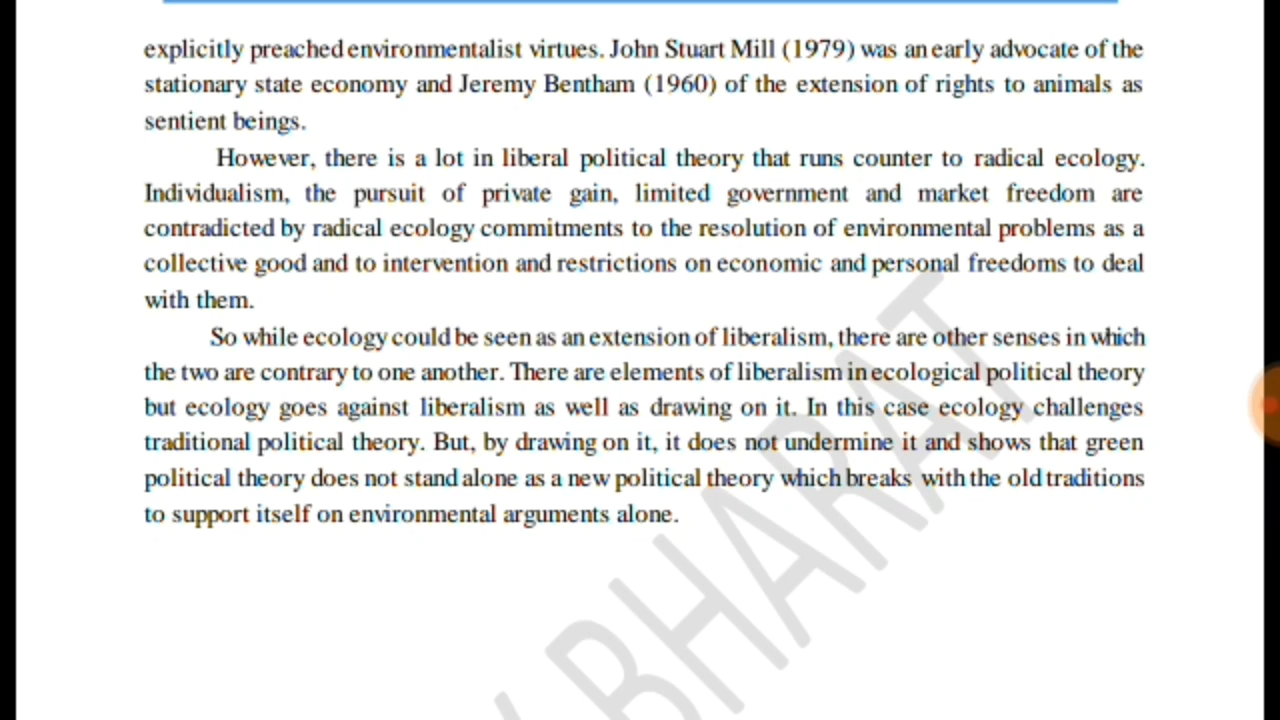 explicitly preached environmentalist virtues. John Stuart Mill (1979) was an early advocate of the
stationary state economy and Jeremy Bentham (1960) of the extension of rights to animals as
sentient beings.
However, there is a lot in liberal political theory that runs counter to radical ecology.
Individualism, the pursuit of private gain, limited government and market freedom are
contradicted by radical ecology commitments to the resolution of environmental problems as a
collective good and to intervention and restrictions on economic and personal freedoms to deal
with them.
So while ecology could be seen as an extension of liberalism, there are other senses in which
the two are contrary to one another. There are elements of liberalism in ecological political theory
but ecology goes against liberalism as well as drawing on it. In this case ecology challenges
traditional political theory. But, by drawing on it, it does not undermine it and shows that green
political theory does not stand alone as a new political theory which breaks with the old traditions
to support itself on environmental arguments alone.
BHARAT